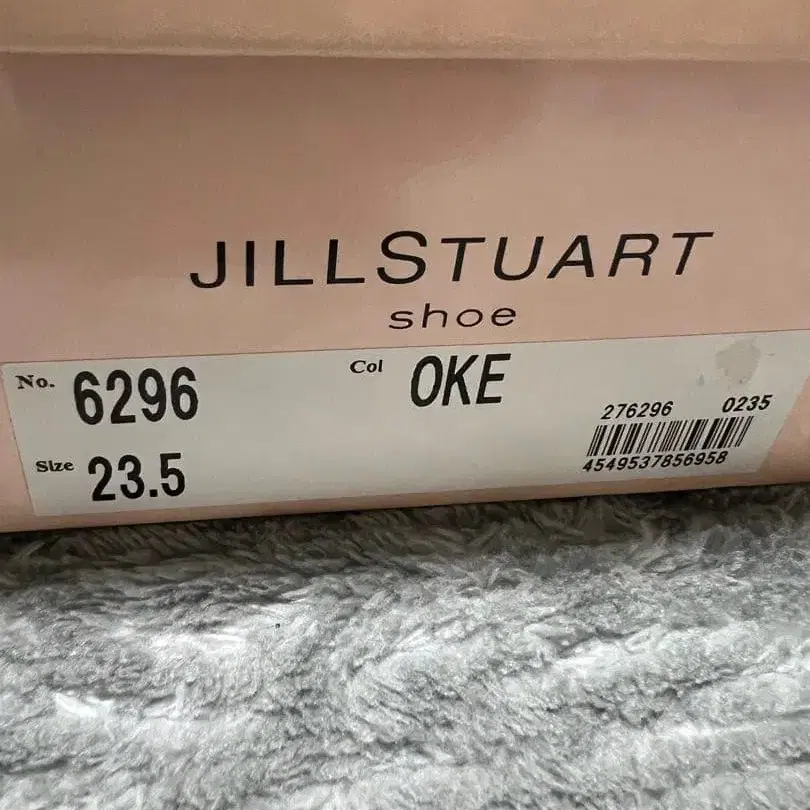 JILLSTUART
shoe
No. 6296 Col OKE
276296 0235
Size 23.5
4549537856958